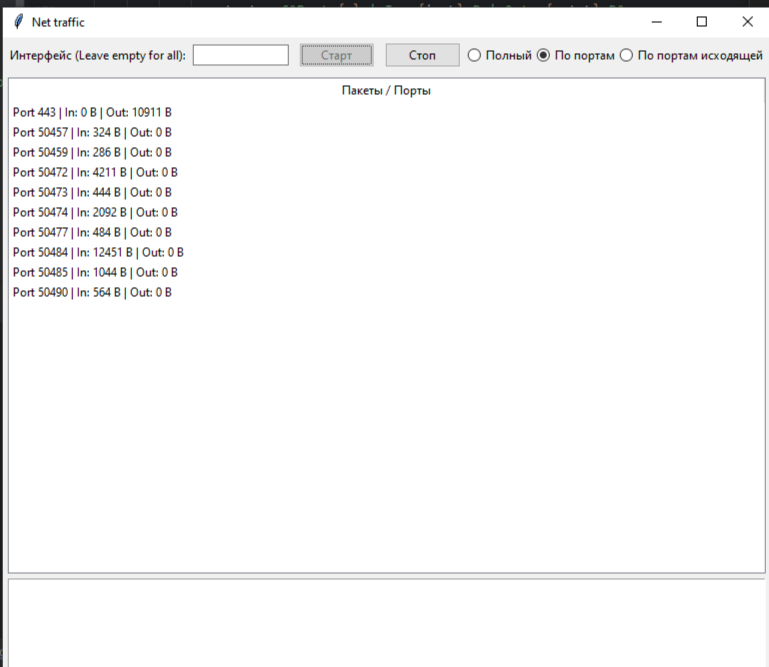 Net traffic
Интерфейс (Leave empty for all): Старт Стоп Полный По портам По портам исходящей
Пакеты / Порты
Port 443 | In: 0 B | Out: 10911 B
Port 50457 | In: 324 B | Out: 0 B
Port 50459 | In: 286 B | Out: 0 B
Port 50472 | In: 4211 B | Out: 0 B
Port 50473 | In: 444 B | Out: 0 B
Port 50474 | In: 2092 B | Out: 0 B
Port 50477 | In: 484 B | Out: 0 B
Port 50484 | In: 12451 B | Out: 0 B
Port 50485 | In: 1044 B | Out: 0 B
Port 50490 | In: 564 B | Out: 0 B